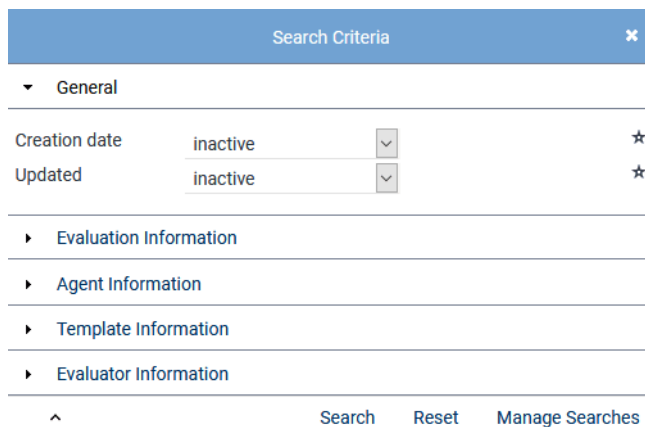 Search Criteria
General
Creation date inactive
Updated inactive
Evaluation Information
Agent Information
Template Information
Evaluator Information
Search Reset Manage Searches